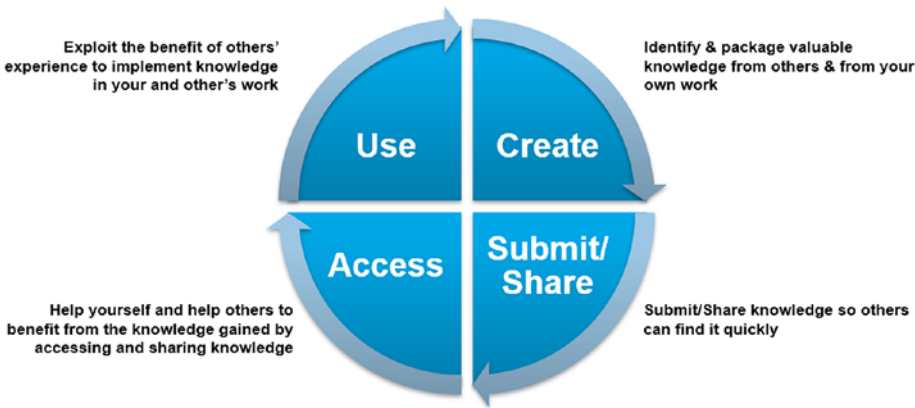 Exploit the benefit of others'
experience to implement knowledge
in your and other's work
Use
Create
Identify & package valuable
knowledge from others & from your
own work
Access
Submit/
Share
Help yourself and help others to
benefit from the knowledge gained by
accessing and sharing knowledge
Submit/Share knowledge so others
can find it quickly